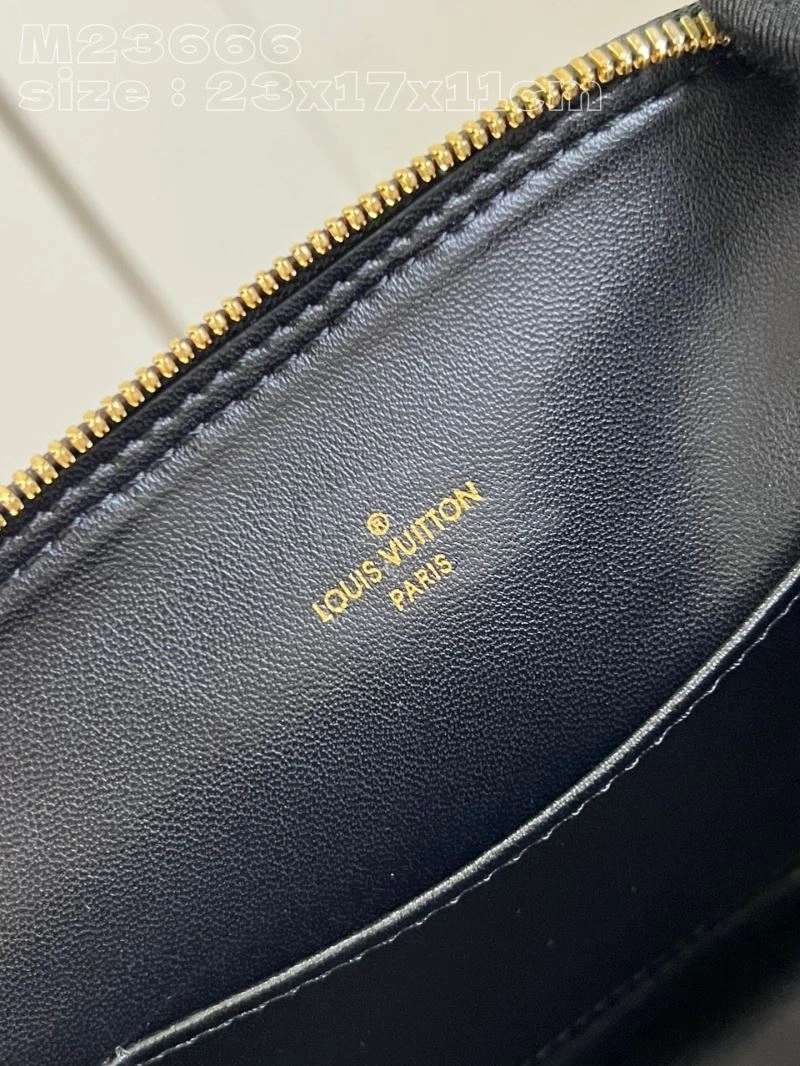 M23666
size : 23x17x11cm
®
LOUIS VUITTON
PARIS